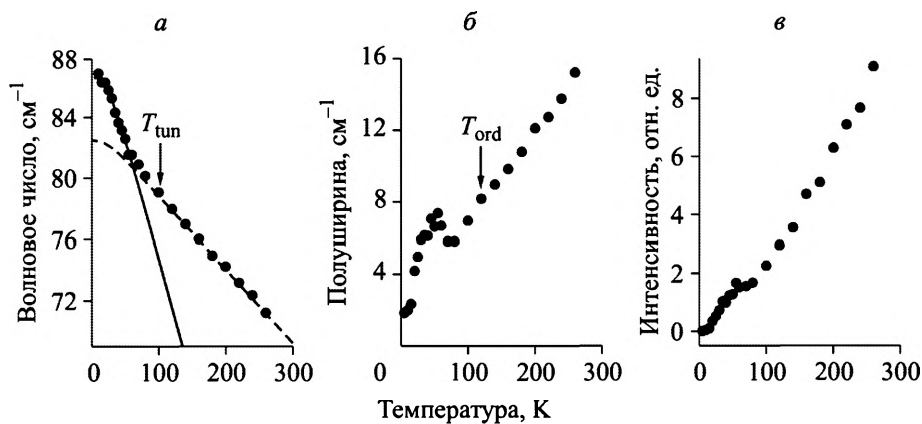 а
Волновое число, см⁻¹
88
84
80
76
72
T_tun
0 100 200 300
б
Полуширина, см⁻¹
16
12
8
4
0
T_ord
100 200 300
в
Интенсивность, отн. ед.
8
6
4
2
0
0 100 200 300
Температура, K